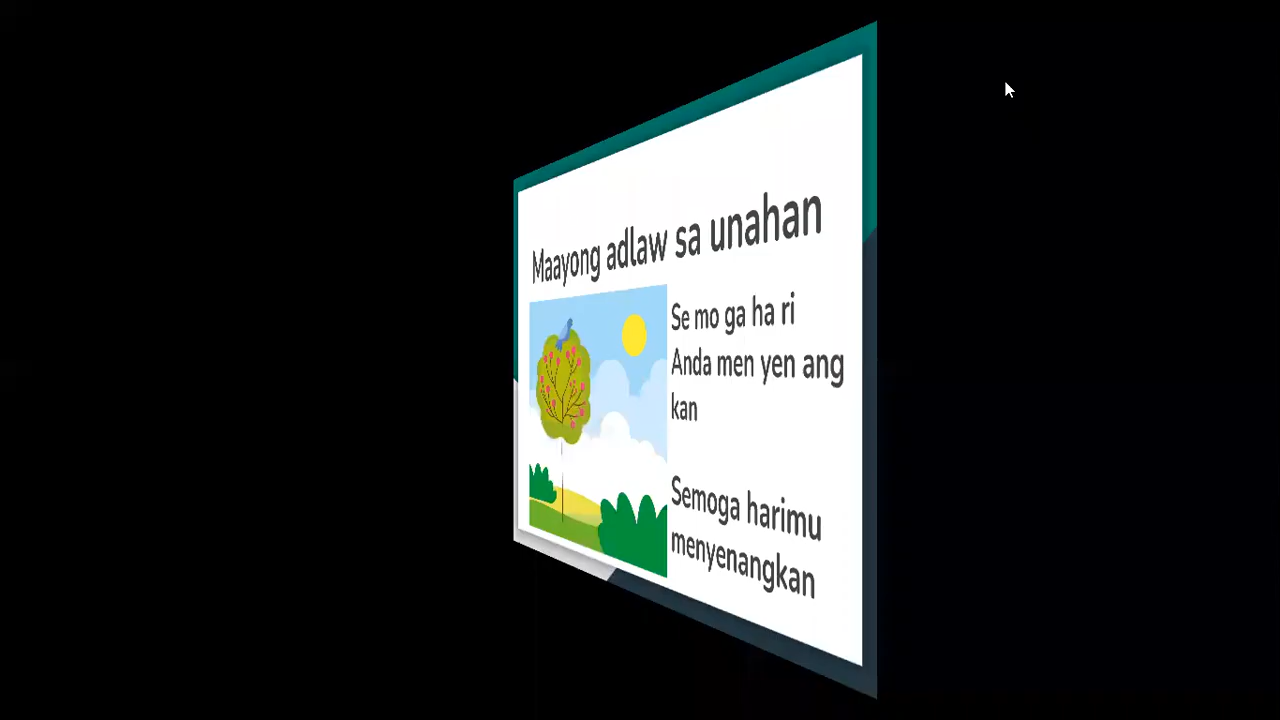 Maayong adlaw sa unahan
Se mo ga ha ri
Anda men yen ang
kan
Semoga harimu
menyenangkan